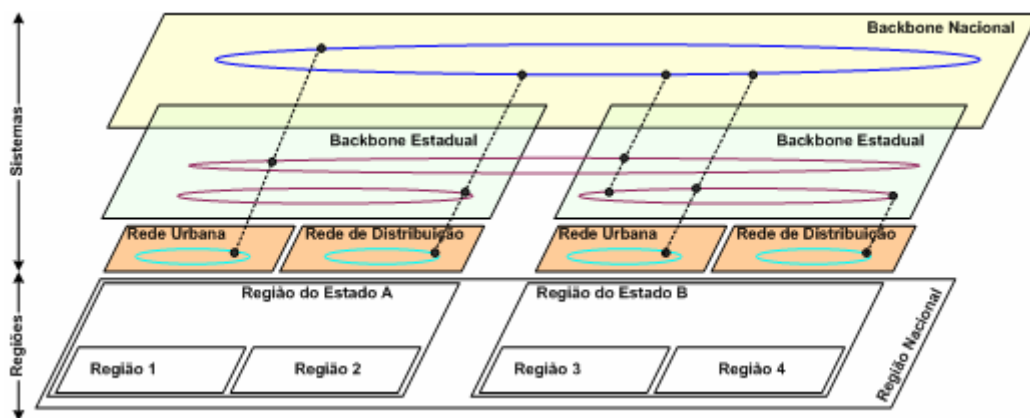 Backbone Nacional
Backbone Estadual
Backbone Estadual
Sistemas
Rede Urbana
Rede de Distribuição
Rede Urbana
Rede de Distribuição
Região do Estado A
Região do Estado B
Regiões
Região Nacional
Região 1
Região 2
Região 3
Região 4